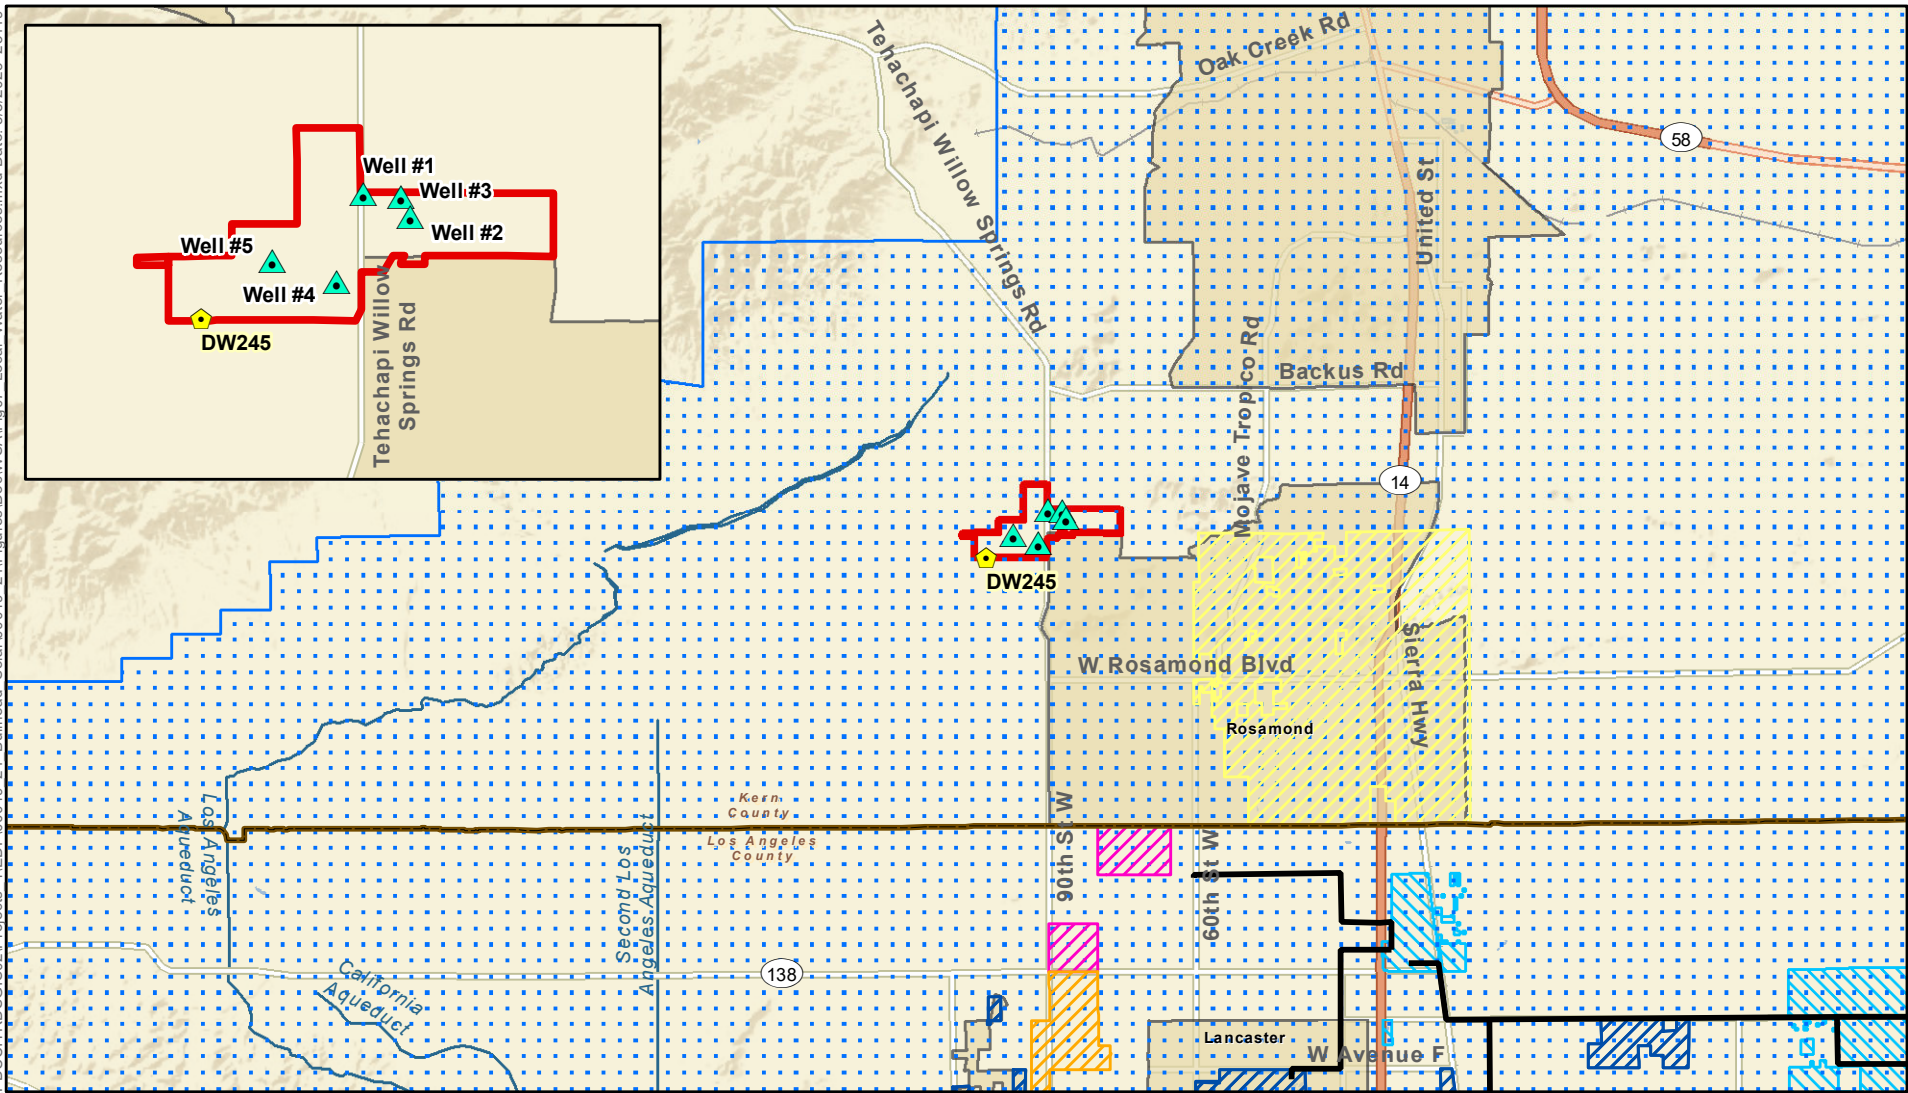 Well #1
Well #3
Well #2
Well #5
Well #4
DW245
Tehachapi Willow
Springs Rd
Tehachapi Willow Springs Rd
Oak Creek Rd
58
United St
Backus Rd
Mojave Tropico Rd
14
DW245
W Rosamond Blvd
Sierra Hwy
Rosamond
Kern
County
Los Angeles
County
Los Angeles
Aqueduct
Second Los
Angeles Aqueduct
90th St W
60th St W
California
Aqueduct
138
Lancaster
W Avenue F